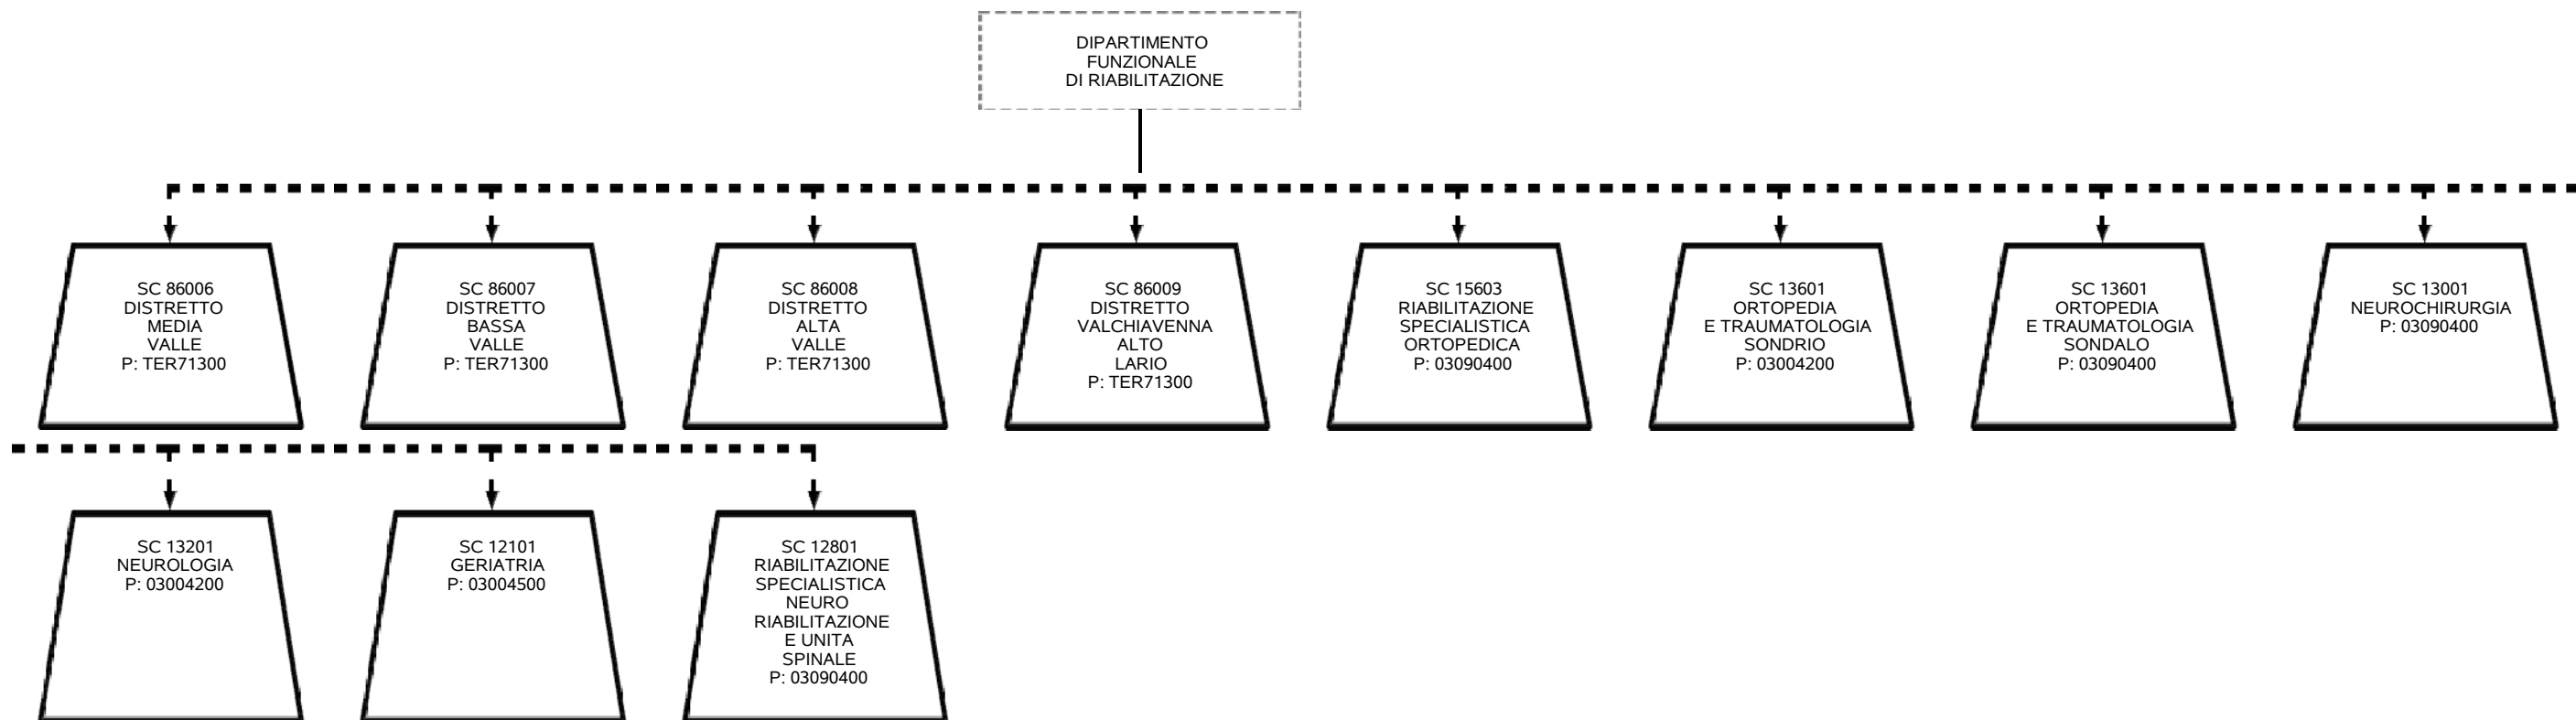 DIPARTIMENTO
FUNZIONALE
DI RIABILITAZIONE
SC 86006
DISTRETTO
MEDIA
VALLE
P: TER71300
SC 86007
DISTRETTO
BASSA
VALLE
P: TER71300
SC 86008
DISTRETTO
ALTA
VALLE
P: TER71300
SC 86009
DISTRETTO
VALCHIAVENNA
ALTO
LARIO
P: TER71300
SC 15603
RIABILITAZIONE
SPECIALISTICA
ORTOPEDICA
P: 03090400
SC 13601
ORTOPEDIA
E TRAUMATOLOGIA
SONDRIO
P: 03004200
SC 13601
ORTOPEDIA
E TRAUMATOLOGIA
SONDALO
P: 03090400
SC 13001
NEUROCHIRURGIA
P: 03090400
SC 13201
NEUROLOGIA
P: 03004200
SC 12101
GERIATRIA
P: 03004500
SC 12801
RIABILITAZIONE
SPECIALISTICA
NEURO
RIABILITAZIONE
E UNITA
SPINALE
P: 03090400